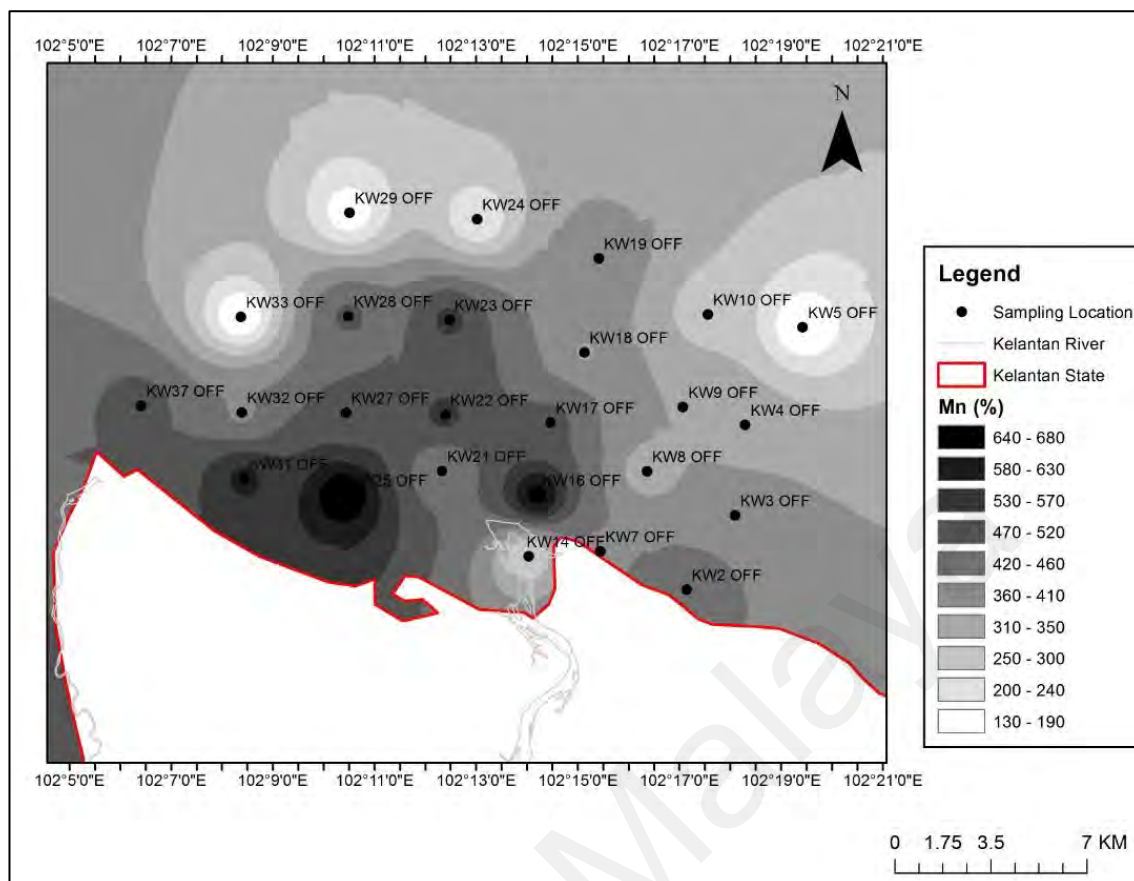 102°5'0"E 102°7'0"E 102°9'0"E 102°11'0"E 102°13'0"E 102°15'0"E 102°17'0"E 102°19'0"E 102°21'0"E
N
KW29 OFF
KW24 OFF
KW19 OFF
KW33 OFF
KW28 OFF
KW23 OFF
KW10 OFF
KW5 OFF
KW18 OFF
KW37 OFF
KW32 OFF
KW27 OFF
KW22 OFF
KW17 OFF
KW9 OFF
KW4 OFF
KW21 OFF
KW8 OFF
OFF
25 OFF
KW16 OFF
KW3 OFF
KW14 OFF
KW7 OFF
KW2 OFF
Legend
Sampling Location
Kelantan River
Kelantan State
Mn (%)
640 - 680
580 - 630
530 - 570
470 - 520
420 - 460
360 - 410
310 - 350
250 - 300
200 - 240
130 - 190
102°5'0"E 102°7'0"E 102°9'0"E 102°11'0"E 102°13'0"E 102°15'0"E 102°17'0"E 102°19'0"E 102°21'0"E
0 1.75 3.5 7 KM
Malaya